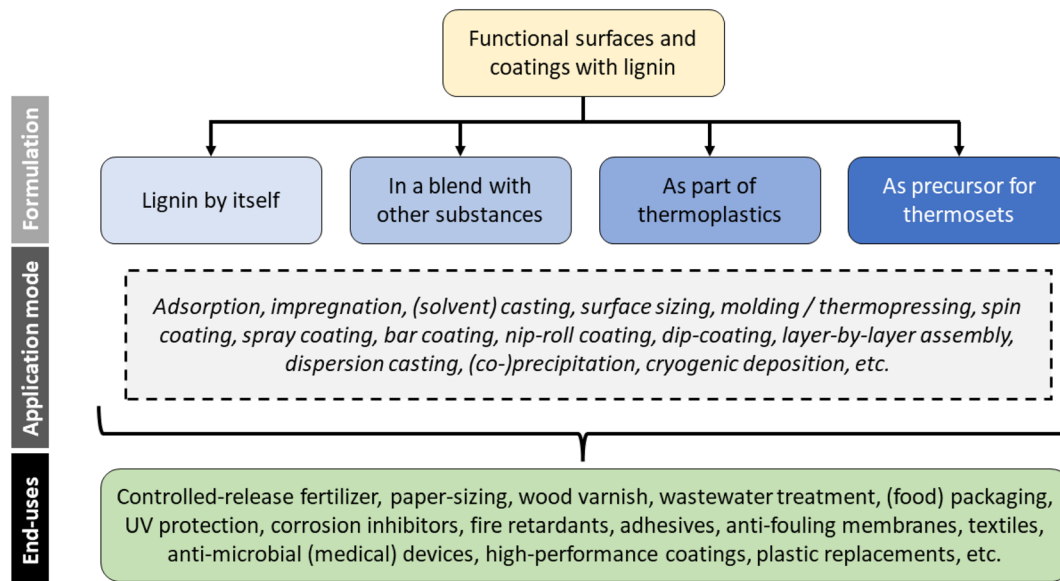 Functional surfaces and
coatings with lignin
Formulation
Lignin by itself
In a blend with
other substances
As part of
thermoplastics
As precursor for
thermosets
Application mode
Adsorption, impregnation, (solvent) casting, surface sizing, molding / thermopressing, spin
coating, spray coating, bar coating, nip-roll coating, dip-coating, layer-by-layer assembly,
dispersion casting, (co-)precipitation, cryogenic deposition, etc.
End-uses
Controlled-release fertilizer, paper-sizing, wood varnish, wastewater treatment, (food) packaging,
UV protection, corrosion inhibitors, fire retardants, adhesives, anti-fouling membranes, textiles,
anti-microbial (medical) devices, high-performance coatings, plastic replacements, etc.